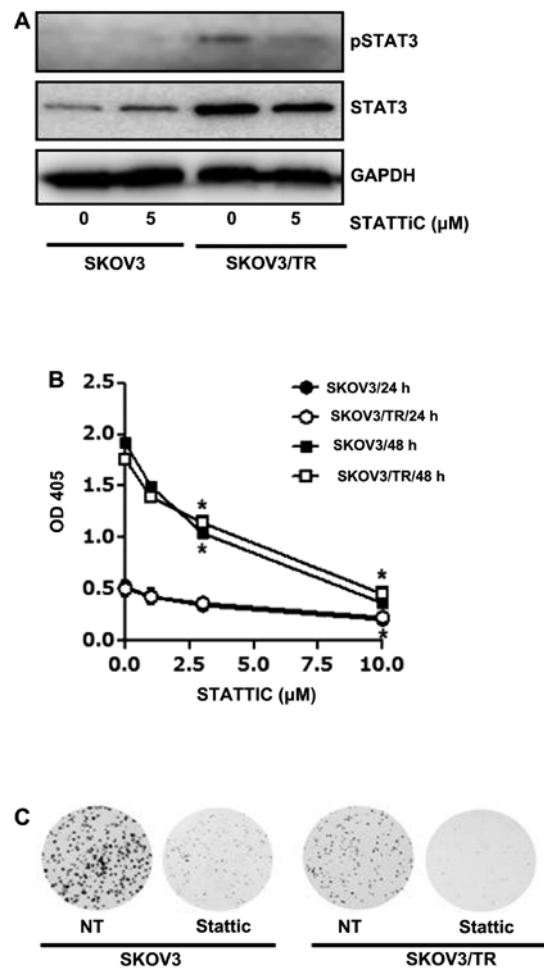 A
pSTAT3
STAT3
GAPDH
0 5 0 5 STATTiC (µM)
SKOV3 SKOV3/TR
B
2.5
2.0
1.5
1.0
0.5
0.0
OD 405
SKOV3/24 h
SKOV3/TR/24 h
SKOV3/48 h
SKOV3/TR/48 h
*
*
*
*
0.0 2.5 5.0 7.5 10.0
STATTIC (µM)
C
NT Stattic NT Stattic
SKOV3 SKOV3/TR